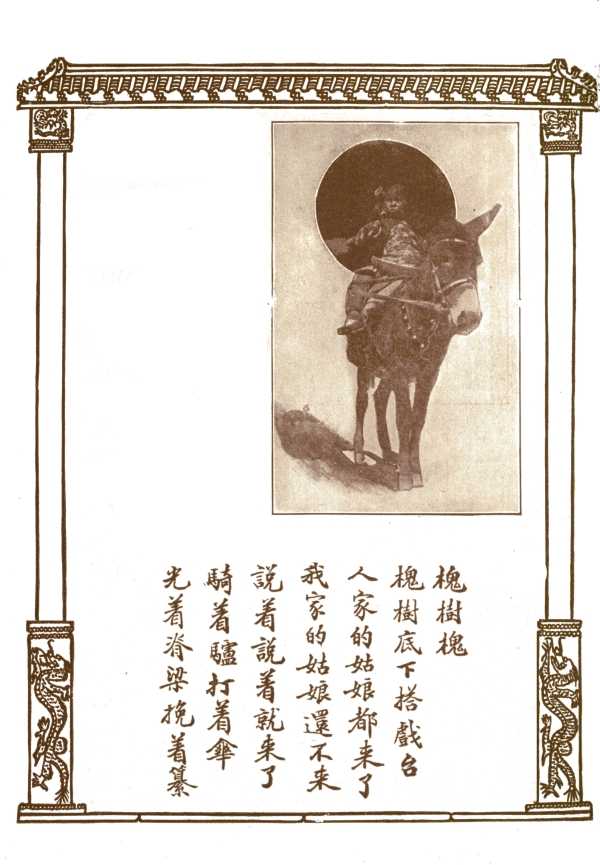 槐樹槐
槐樹底下搭戲台
人家的姑娘都来了
我家的姑娘還不来
説着説着就来了
騎着驢打着傘
光着脊梁挽着纂